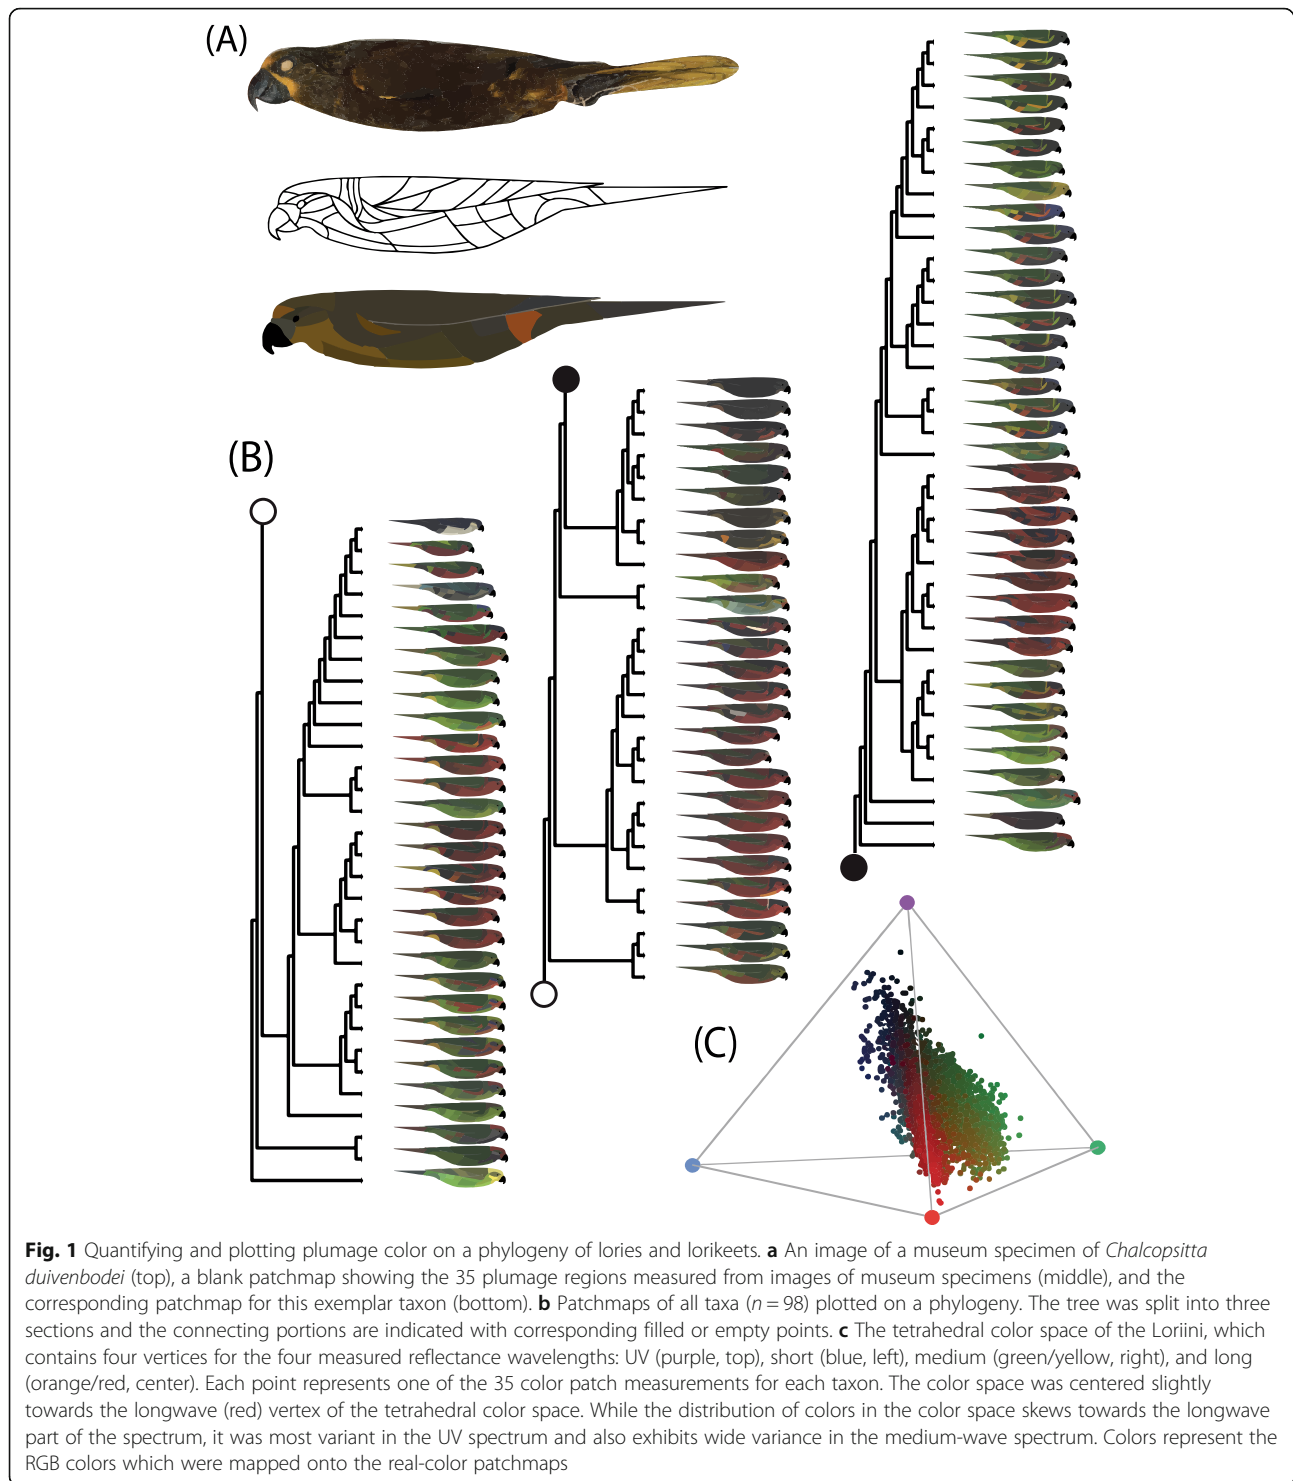 (A)
(B)
(C)
Fig. 1 Quantifying and plotting plumage color on a phylogeny of lories and lorikeets. a An image of a museum specimen of Chalcopsitta
duivenbodei (top), a blank patchmap showing the 35 plumage regions measured from images of museum specimens (middle), and the
corresponding patchmap for this exemplar taxon (bottom). b Patchmaps of all taxa (n = 98) plotted on a phylogeny. The tree was split into three
sections and the connecting portions are indicated with corresponding filled or empty points. c The tetrahedral color space of the Loriini, which
contains four vertices for the four measured reflectance wavelengths: UV (purple, top), short (blue, left), medium (green/yellow, right), and long
(orange/red, center). Each point represents one of the 35 color patch measurements for each taxon. The color space was centered slightly
towards the longwave (red) vertex of the tetrahedral color space. While the distribution of colors in the color space skews towards the longwave
part of the spectrum, it was most variant in the UV spectrum and also exhibits wide variance in the medium-wave spectrum. Colors represent the
RGB colors which were mapped onto the real-color patchmaps